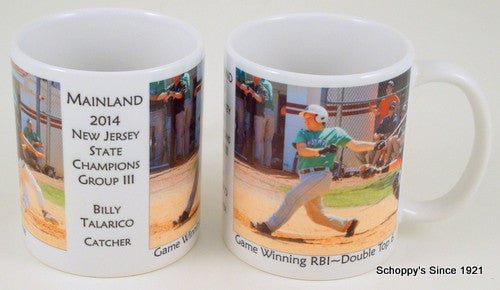 MAINLAND
2014
NEW JERSEY
STATE
CHAMPIONS
GROUP III
BILLY
TALARICO
CATCHER
Game Win
Game Winning RBI~Double Top
Schoppy's Since 1921